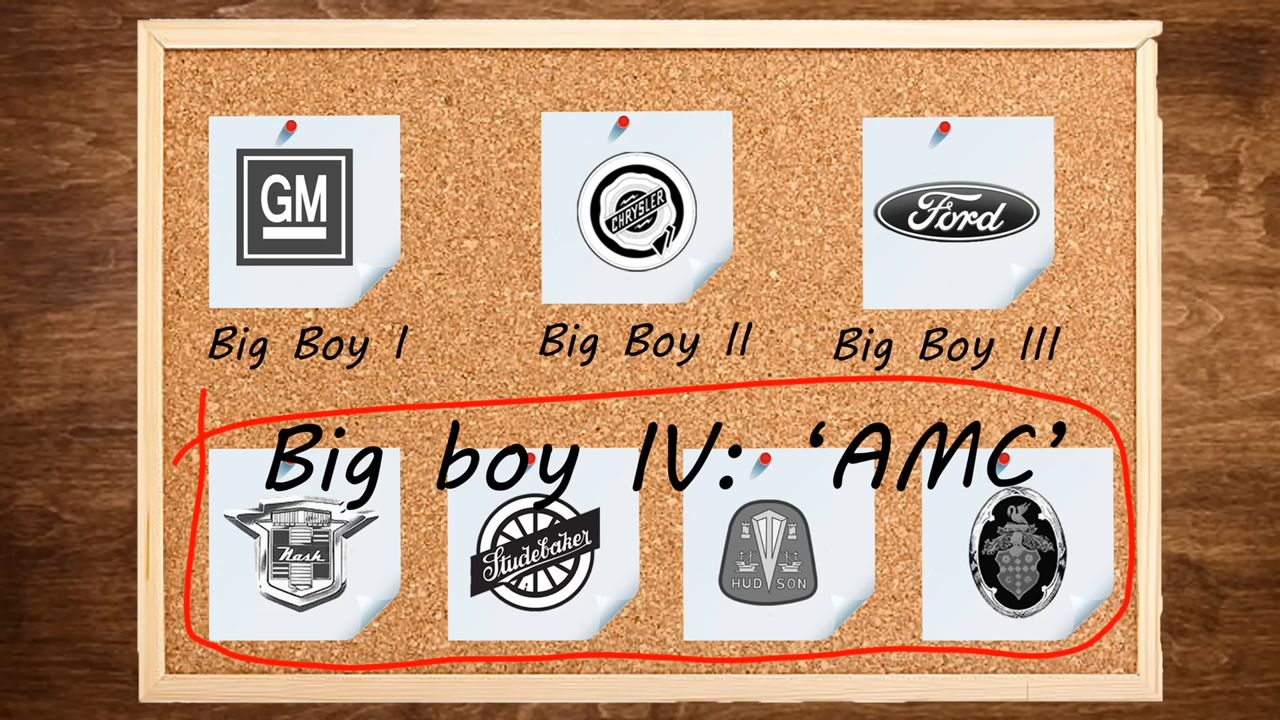 GM
CHRYSLER
Ford
Big Boy I
Big Boy II
Big Boy III
Big boy IV: ‘AMC’
Nash
Studebaker
HUDSON